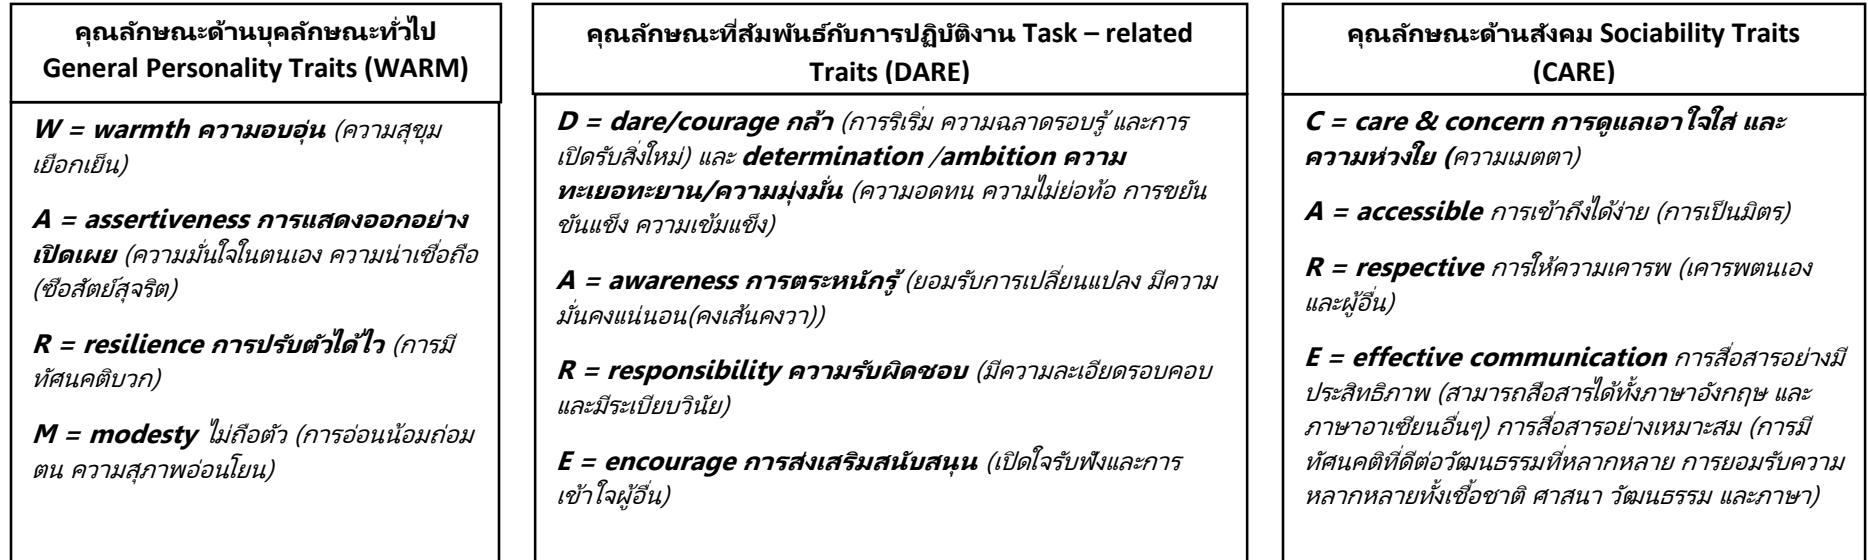 คุณลักษณะด้านบุคลักษณะทั่วไป
General Personality Traits (WARM)
W = warmth ความอบอุ่น (ความสุขุม
เยือกเย็น)
A = assertiveness การแสดงออกอย่าง
เปิดเผย (ความมั่นใจในตนเอง ความน่าเชื่อถือ
(ซื่อสัตย์สุจริต)
R = resilience การปรับตัวได้ไว (การมี
ทัศนคติบวก)
M = modesty ไม่ถือตัว (การอ่อนน้อมถ่อม
ตน ความสุภาพอ่อนโยน)
คุณลักษณะที่สัมพันธ์กับการปฏิบัติงาน Task – related
Traits (DARE)
D = dare/courage กล้า (การริเริ่ม ความฉลาดรอบรู้ และการ
เปิดรับสิ่งใหม่) และ determination /ambition ความ
ทะเยอทะยาน/ความมุ่งมั่น (ความอดทน ความไม่ย่อท้อ การขยัน
ขันแข็ง ความเข้มแข็ง)
A = awareness การตระหนักรู้ (ยอมรับการเปลี่ยนแปลง มีความ
มั่นคงแน่นอน(คงเส้นคงวา))
R = responsibility ความรับผิดชอบ (มีความละเอียดรอบคอบ
และมีระเบียบวินัย)
E = encourage การส่งเสริมสนับสนุน (เปิดใจรับฟังและการ
เข้าใจผู้อื่น)
คุณลักษณะด้านสังคม Sociability Traits
(CARE)
C = care & concern การดูแลเอาใจใส่ และ
ความห่วงใย (ความเมตตา)
A = accessible การเข้าถึงได้ง่าย (การเป็นมิตร)
R = respective การให้ความเคารพ (เคารพตนเอง
และผู้อื่น)
E = effective communication การสื่อสารอย่างมี
ประสิทธิภาพ (สามารถสือสารได้ทั้งภาษาอังกฤษ และ
ภาษาอาเซียนอื่นๆ) การสื่อสารอย่างเหมาะสม (การมี
ทัศนคติที่ดีต่อวัฒนธรรมที่หลากหลาย การยอมรับความ
หลากหลายทั้งเชื้อชาติ ศาสนา วัฒนธรรม และภาษา)